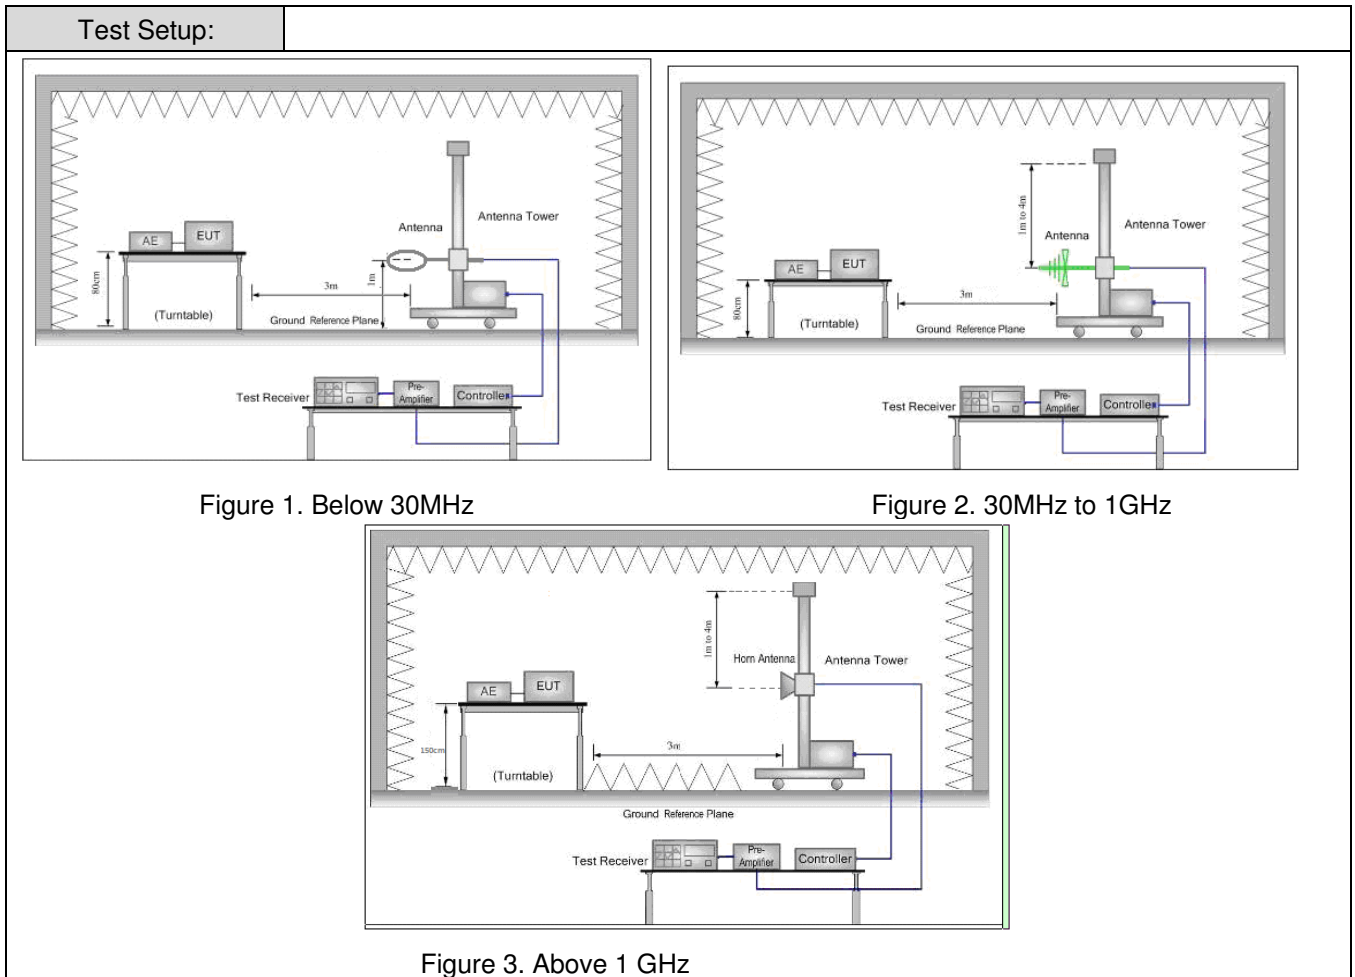 Test Setup:
AE
EUT
80cm
(Turntable)
3m
Antenna
Antenna Tower
1m
Ground Reference Plane
Test Receiver
Pre-
Amplifier
Controller
Figure 1. Below 30MHz
AE
EUT
80cm
(Turntable)
3m
1m to 4m
Antenna
Antenna Tower
Ground Reference Plane
Test Receiver
Pre-
Amplifier
Controller
Figure 2. 30MHz to 1GHz
AE
EUT
150cm
(Turntable)
3m
1m to 4m
Horn Antenna
Antenna Tower
Ground Reference Plane
Test Receiver
Pre-
Amplifier
Controller
Figure 3. Above 1 GHz